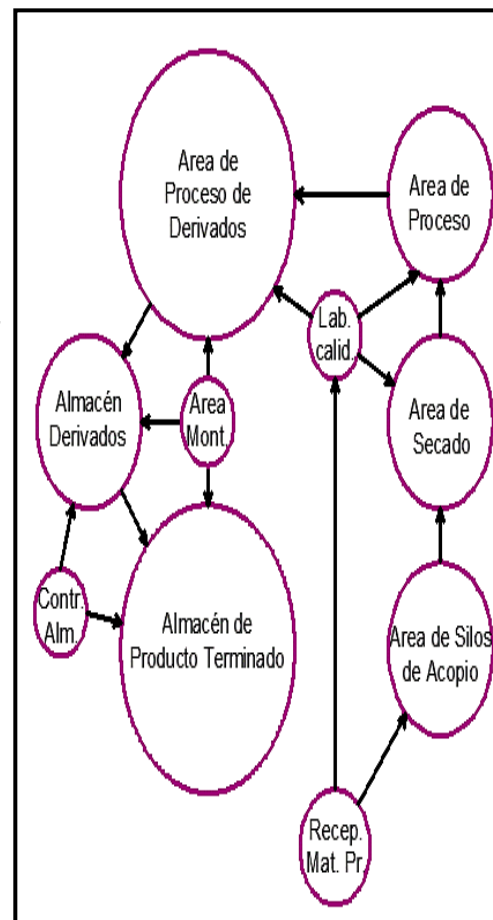 Area de
Proceso de
Derivados
Area de
Proceso
Lab.
calid.
Almacén
Derivados
Area
Mont.
Area de
Secado
Contr.
Alm.
Almacén de
Producto Terminado
Area de Silos
de Acopio
Recep.
Mat. Pr.